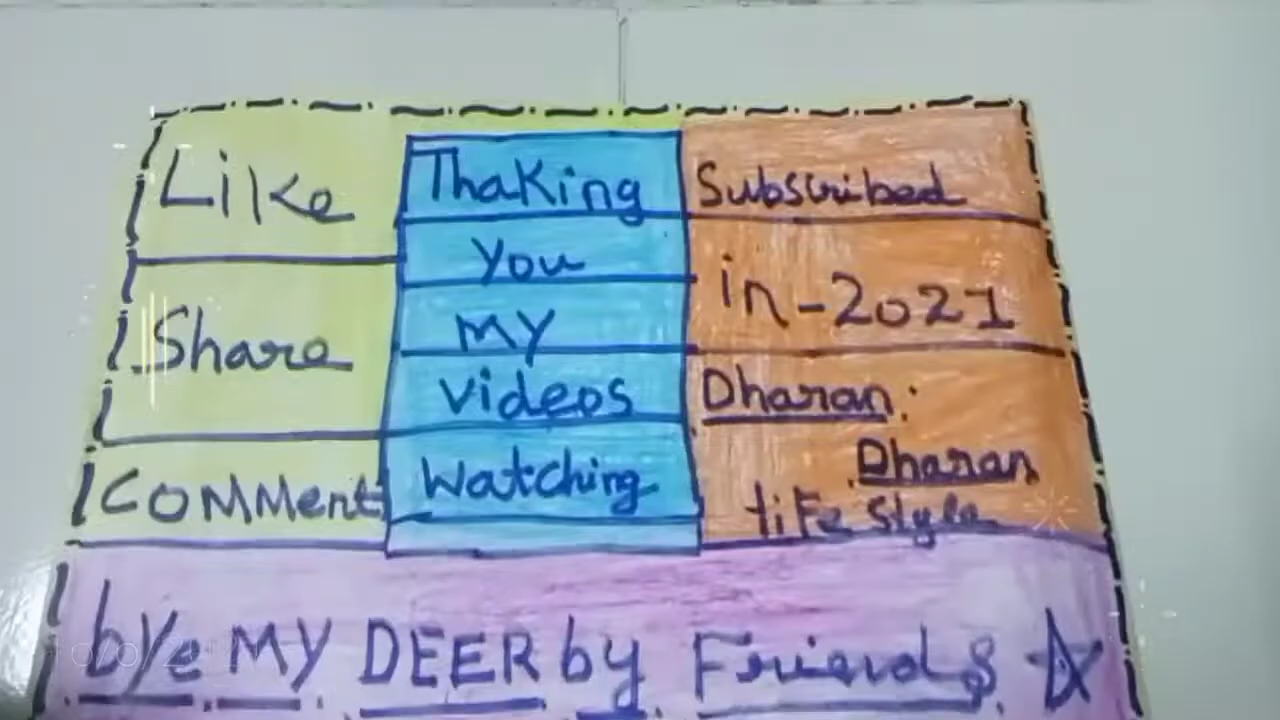 Like
Share
COMMent
ThaKing
You
MY
Videos
Watching
Subscribed
in-2021
Dharan:
Dharan
life Style
bye MY DEER by Friends